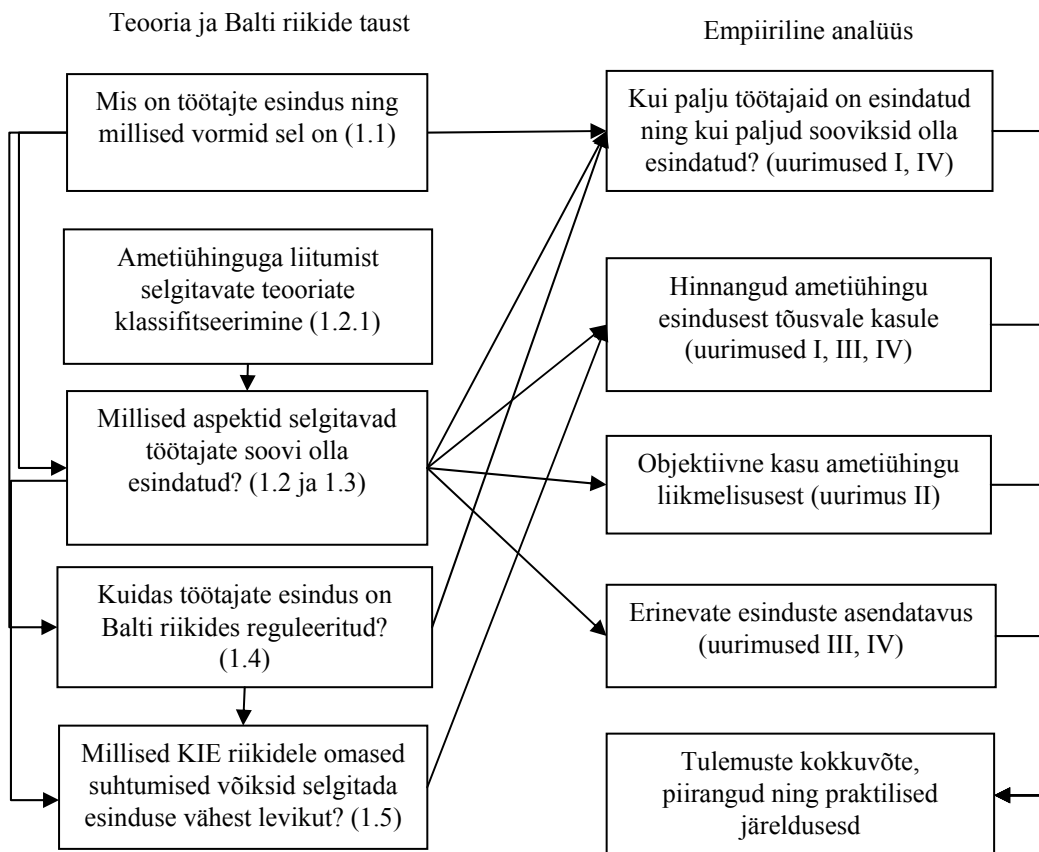 Teooria ja Balti riikide taust
Mis on töötajte esindus ning
millised vormid sel on (1.1)
Ametiühinguga liitumist
selgitavate teooriate
klassifitseerimine (1.2.1)
Millised aspektid selgitavad
töötajate soovi olla
esindatud? (1.2 ja 1.3)
Kuidas töötajate esindus on
Balti riikides reguleeritud?
(1.4)
Millised KIE riikidele omased
suhtumised võiksid selgitada
esinduse vähest levikut? (1.5)
Empiiriline analüüs
Kui palju töötajaid on esindatud
ning kui paljud sooviksid olla
esindatud? (uurimused I, IV)
Hinnangud ametiühingu
esindusest tõusvale kasule
(uurimused I, III, IV)
Objektiivne kasu ametiühingu
liikmelisusest (uurimus II)
Erinevate esinduste asendatavus
(uurimused III, IV)
Tulemuste kokkuvõte,
piirangud ning praktilised
järeldusesd